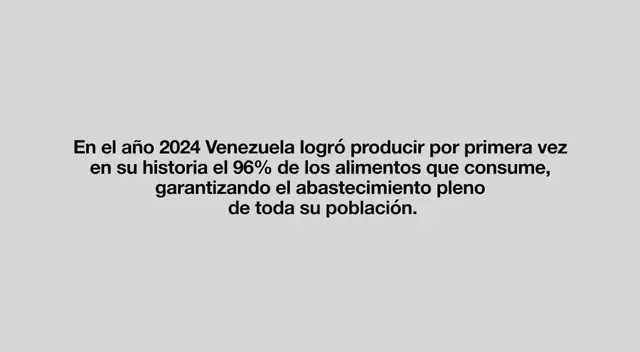 En el año 2024 Venezuela logró producir por primera vez
en su historia el 96% de los alimentos que consume,
garantizando el abastecimiento pleno
de toda su población.